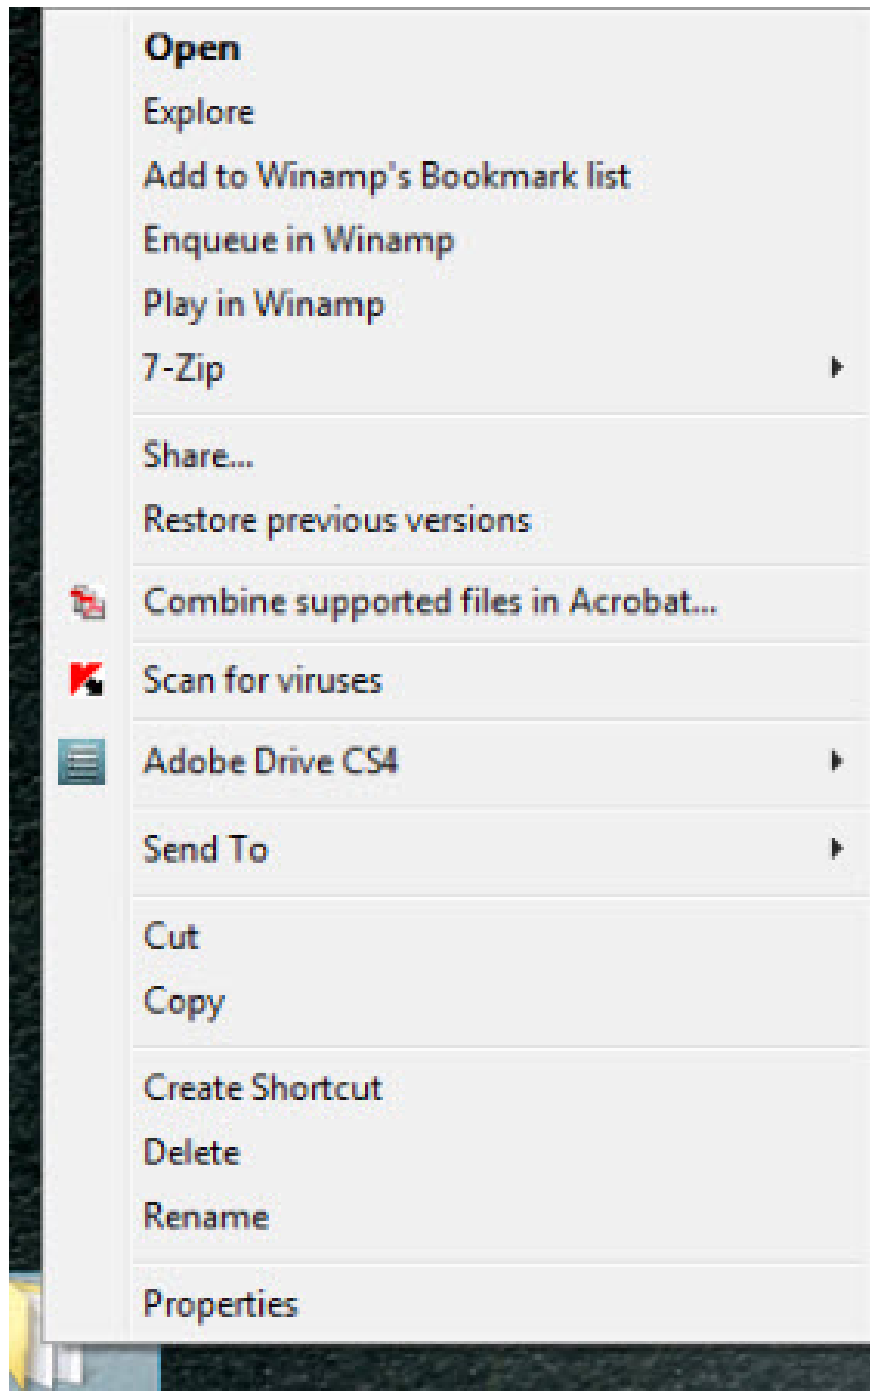 Open
Explore
Add to Winamp's Bookmark list
Enqueue in Winamp
Play in Winamp
7-Zip
Share...
Restore previous versions
Combine supported files in Acrobat...
Scan for viruses
Adobe Drive CS4
Send To
Cut
Copy
Create Shortcut
Delete
Rename
Properties